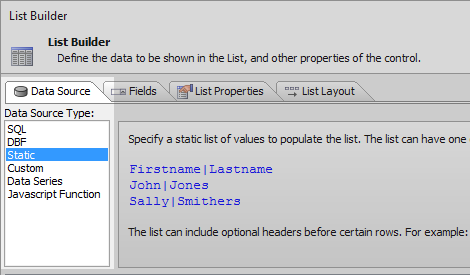 List Builder
List Builder
Define the data to be shown in the List, and other properties of the control.
Data Source
Fields
List Properties
List Layout
Data Source Type:
SQL
DBF
Static
Custom
Data Series
Javascript Function
Specify a static list of values to populate the list. The list can have one
Firstname|Lastname
John|Jones
Sally|Smithers
The list can include optional headers before certain rows. For example: